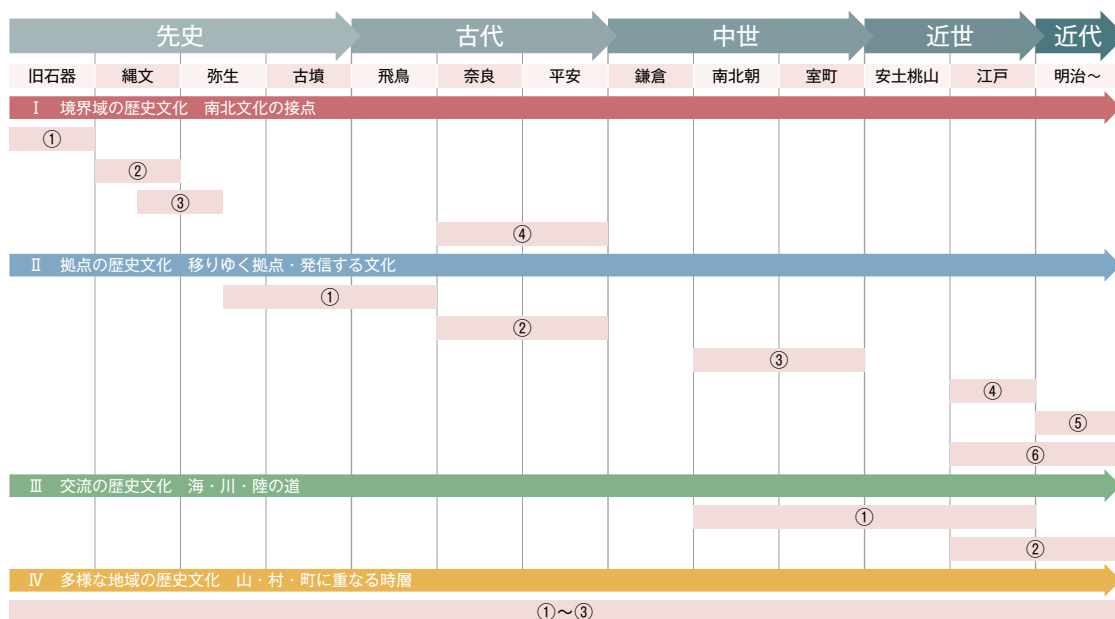 先史 古代 中世 近世 近代
旧石器 縄文 弥生 古墳 飛鳥 奈良 平安 鎌倉 南北朝 室町 安土桃山 江戸 明治～
Ⅰ 境界域の歴史文化 南北文化の接点
①
②
③
④
Ⅱ 拠点の歴史文化 移りゆく拠点・発信する文化
①
②
③
④
⑤
⑥
Ⅲ 交流の歴史文化 海・川・陸の道
①
②
Ⅳ 多様な地域の歴史文化 山・村・町に重なる時層
①～③